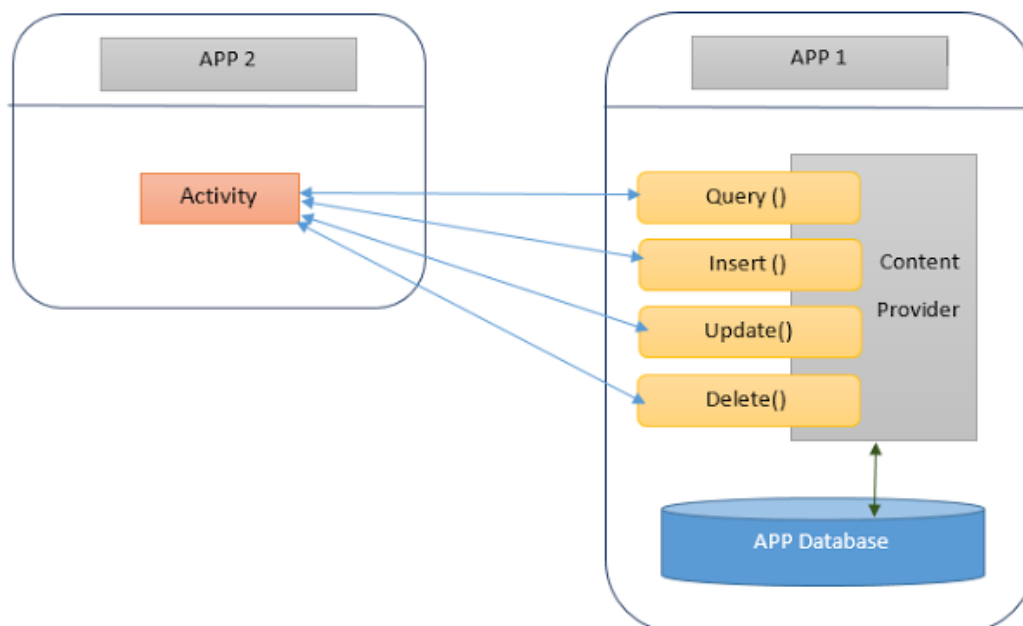 APP 2
APP 1
Activity
Query ()
Insert ()
Update()
Delete()
Content
Provider
APP Database